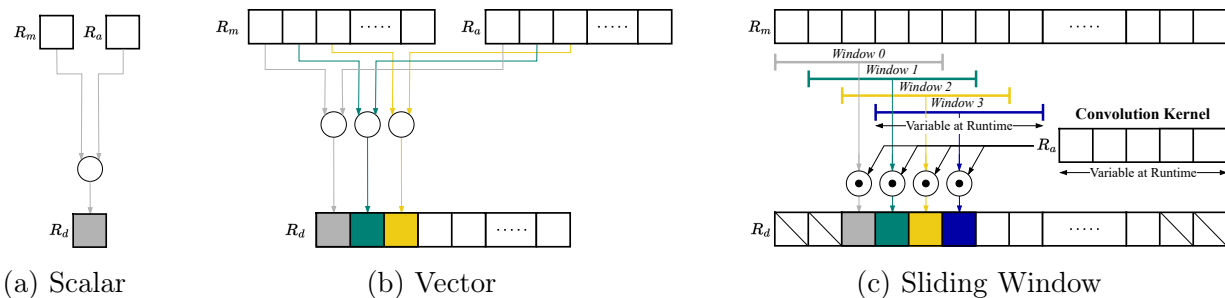 R_m
R_a
R_d
(a) Scalar
R_m
.....
R_a
.....
R_d
.....
(b) Vector
R_m
.....
Window 0
Window 1
Window 2
Window 3
Variable at Runtime
Convolution Kernel
R_a
Variable at Runtime
R_d
.....
(c) Sliding Window